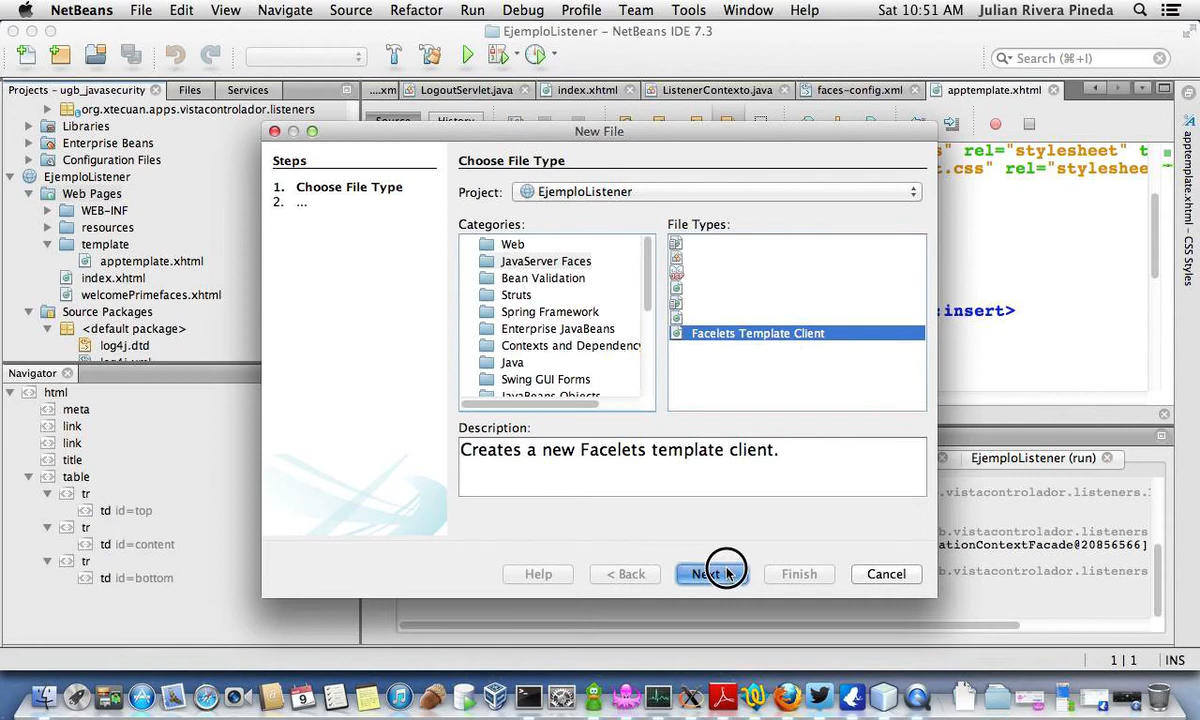 NetBeans File Edit View Navigate Source Refactor Run Debug Profile Team Tools Window Help Sat 10:51 AM Julian Rivera Pineda
EjemploListener - NetBeans IDE 7.3
Search (⌘+I)
Projects - ugb_javasecurity Files Services
....xm LogoutServlet.java index.xhtml ListenerContexto.java faces-config.xml apptemplate.xhtml
org.xtecuan.apps.vistacontrolador.listeners
Libraries
Enterprise Beans
Configuration Files
EjemploListener
Web Pages
WEB-INF
resources
template
apptemplate.xhtml
index.xhtml
welcomePrimefaces.xhtml
Source Packages
<default package>
log4j.dtd
log4j.xml
Navigator
html
meta
link
link
title
table
tr
td id=top
tr
td id=content
tr
td id=bottom
Source History
New File
Steps
1. Choose File Type
2. ...
Choose File Type
Project: EjemploListener
Categories:
Web
JavaServer Faces
Bean Validation
Struts
Spring Framework
Enterprise JavaBeans
Contexts and Dependency
Java
Swing GUI Forms
JavaBeans Objects
File Types:
Facelets Template Client
Description:
Creates a new Facelets template client.
Help < Back Next Finish Cancel
s" rel="stylesheet" t
t.css" rel="styleshee
:insert>
apptemplate.xhtml - CSS Styles
EjemploListener (run)
.vistacontrolador.listeners.
b.vistacontrolador.listeners
ationContextFacade@20856566]
b.vistacontrolador.listeners
1 | 1 INS